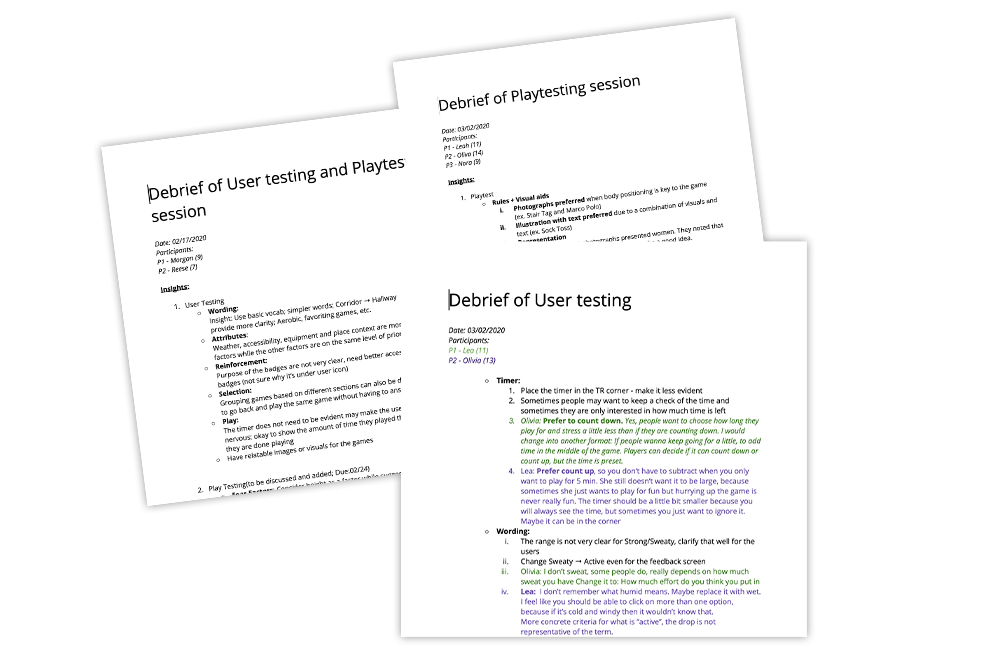 Debrief of User testing and Playtes
session
Date: 02/17/2020
Participants:
P1 - Morgan (9)
P2 - Reese (7)
Insights:
1. User Testing
○ Wording:
Insight: Use basic vocab; simpler words; Corridor → Hallway
provide more clarity; Aerobic, favoriting games, etc.
○ Attributes:
Weather, accessibility, equipment and place context are mor
factors while the other factors are on the same level of prior
○ Reinforcement:
Purpose of the badges are not very clear, need better acces
badges (not sure why it's under user icon)
○ Selection:
Grouping games based on different sections can also be d
to go back and play the same game without having to ans
○ Play:
The timer does not need to be evident may make the use
nervous: okay to show the amount of time they played th
they are done playing
○ Have relatable images or visuals for the games
2. Play Testing(to be discussed and added; Due:02/24)
Debrief of Playtesting session
Date: 03/02/2020
Participants:
P1 - Leah (11)
P2 - Oliva (14)
P3 - Nora (9)
Insights:
1. Playtest
○ Rules + Visual aids
i. Photographs preferred when body positioning is key to the game
(ex. Stair Tag and Marco Polo)
ii. Illustration with text preferred due to a combination of visuals and
text (ex. Sock Toss)
Representation
ographs presented women. They noted that
a good idea.
Debrief of User testing
Date: 03/02/2020
Participants:
P1 - Lea (11)
P2 - Olivia (13)
○ Timer:
1. Place the timer in the TR corner - make it less evident
2. Sometimes people may want to keep a check of the time and
sometimes they are only interested in how much time is left
3. Olivia: Prefer to count down. Yes, people want to choose how long they
play for and stress a little less than if they are counting down. I would
change into another format: If people wanna keep going for a little, to add
time in the middle of the game. Players can decide if it can count down or
count up, but the time is preset.
4. Lea: Prefer count up, so you don't have to subtract when you only
want to play for 5 min. She still doesn't want it to be large, because
sometimes she just wants to play for fun but hurrying up the game is
never really fun. The timer should be a little bit smaller because you
will always see the time, but sometimes you just want to ignore it.
Maybe it can be in the corner
○ Wording:
i. The range is not very clear for Strong/Sweaty, clarify that well for the
users
ii. Change Sweaty → Active even for the feedback screen
iii. Olivia: I don't sweat, some people do, really depends on how much
sweat you have Change it to: How much effort do you think you put in
iv. Lea: I don't remember what humid means. Maybe replace it with wet.
I feel like you should be able to click on more than one option,
because if it's cold and windy then it wouldn't know that.
More concrete criteria for what is "active", the drop is not
representative of the term.